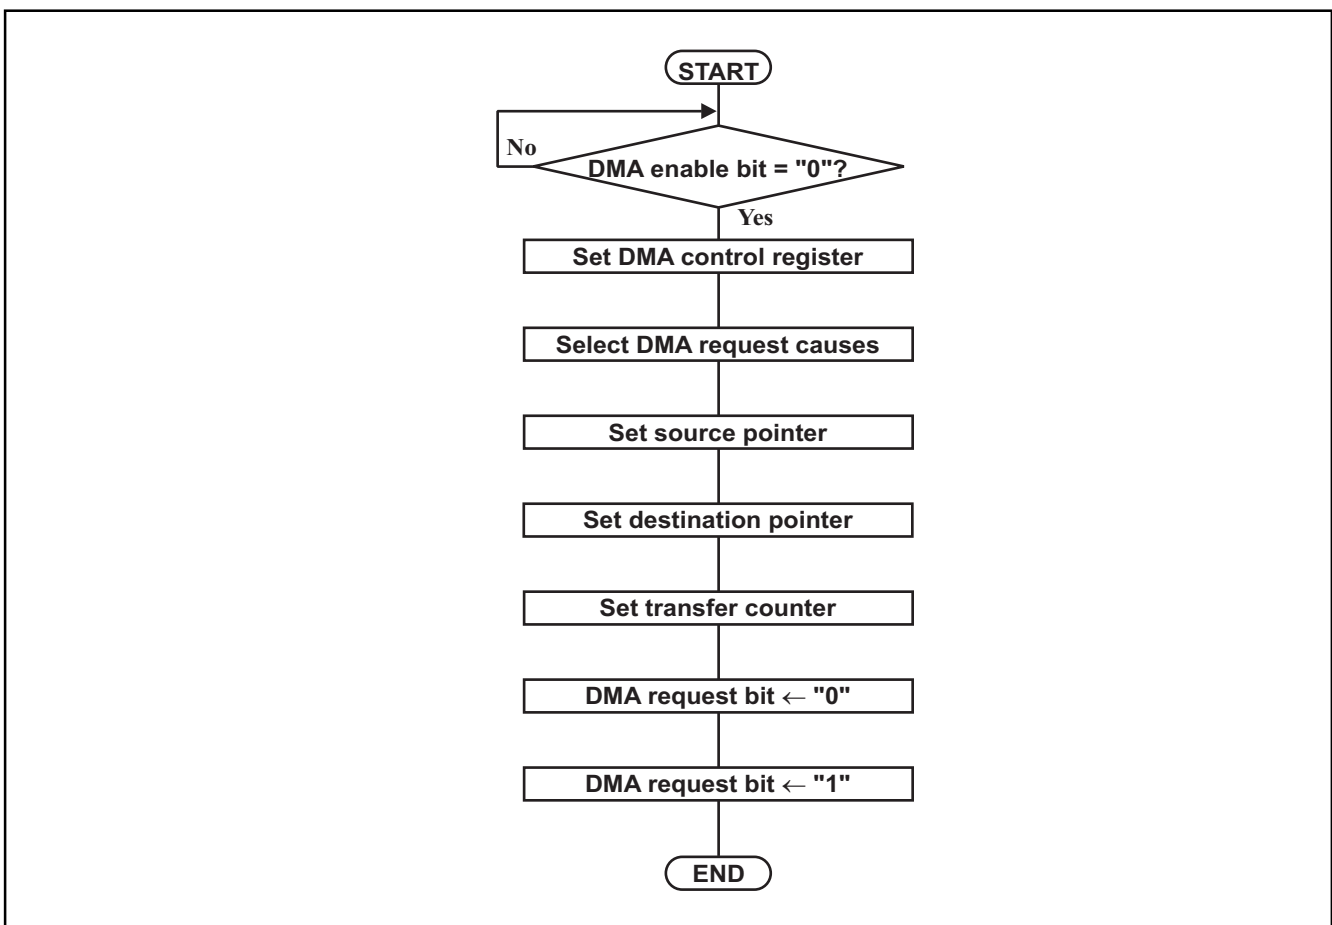 START
No
DMA enable bit = "0"?
Yes
Set DMA control register
Select DMA request causes
Set source pointer
Set destination pointer
Set transfer counter
DMA request bit ← "0"
DMA request bit ← "1"
END